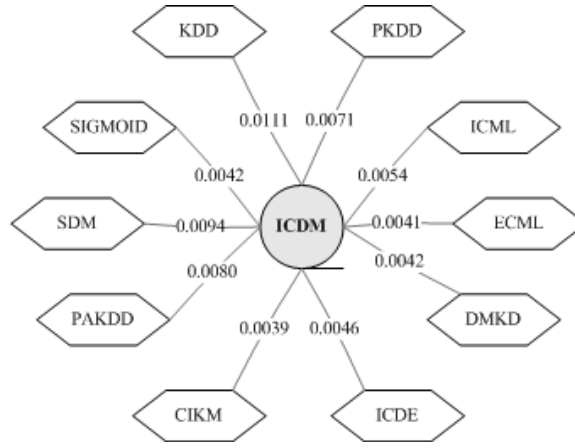 KDD
PKDD
0.0111
0.0071
SIGMOID
ICML
0.0042
0.0054
SDM
0.0094
ICDM
0.0041
ECML
0.0080
0.0042
PAKDD
DMKD
0.0039
0.0046
CIKM
ICDE